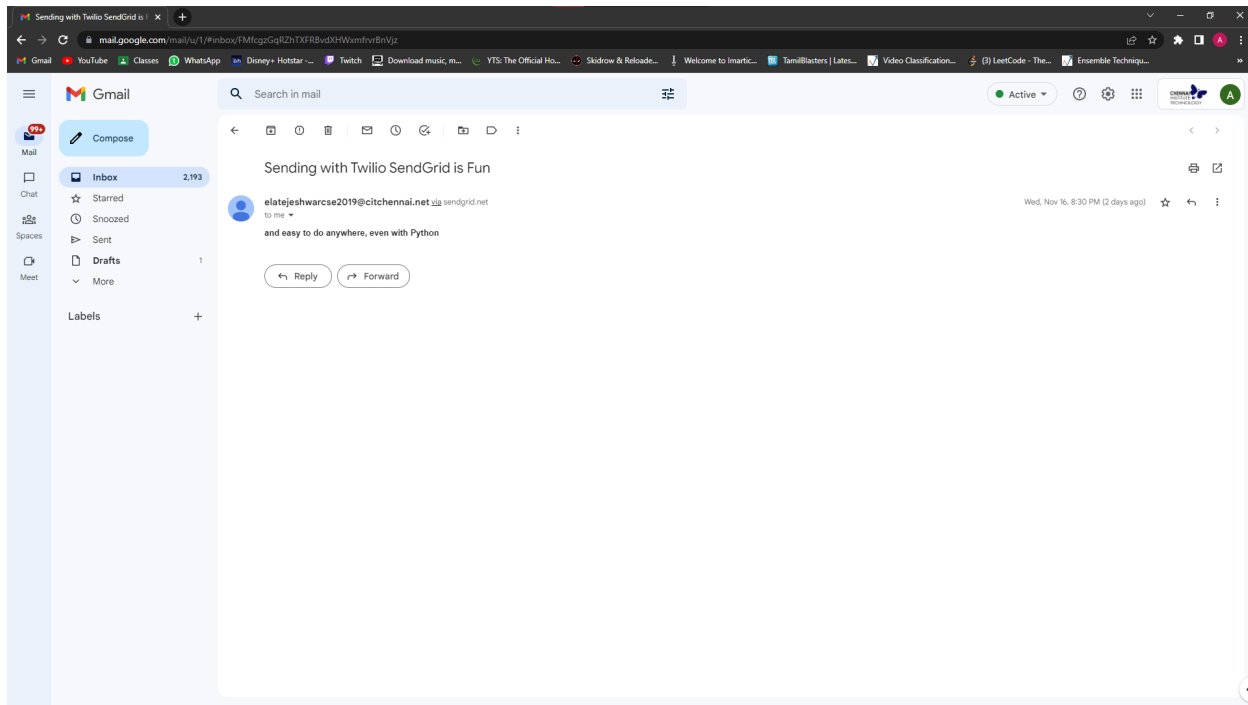 Sending with Twilio SendGrid is F
mail.google.com/mail/u/1/#inbox/FMfcgzGqRZhTXFRBvdXHWxmfrvrBnVjz A
Gmail YouTube Classes WhatsApp Disney+ Hotstar -... Twitch Download music, m... YTS: The Official Ho... Skidrow & Reloade... Welcome to Imartic... TamilBlasters | Lates... Video Classification... (3) LeetCode - The... Ensemble Techniqu... »
Gmail Search in mail Active CHENNAI INSTITUTE OF TECHNOLOGY A
99+
Mail
Compose
Inbox 2,193
Sending with Twilio SendGrid is Fun
Chat
Starred
elatejeshwarcse2019@citchennai.net via sendgrid.net Wed, Nov 16, 8:30 PM (2 days ago)
to me
Snoozed
and easy to do anywhere, even with Python
Spaces
Sent
Drafts 1
Meet
More
Reply Forward
Labels +